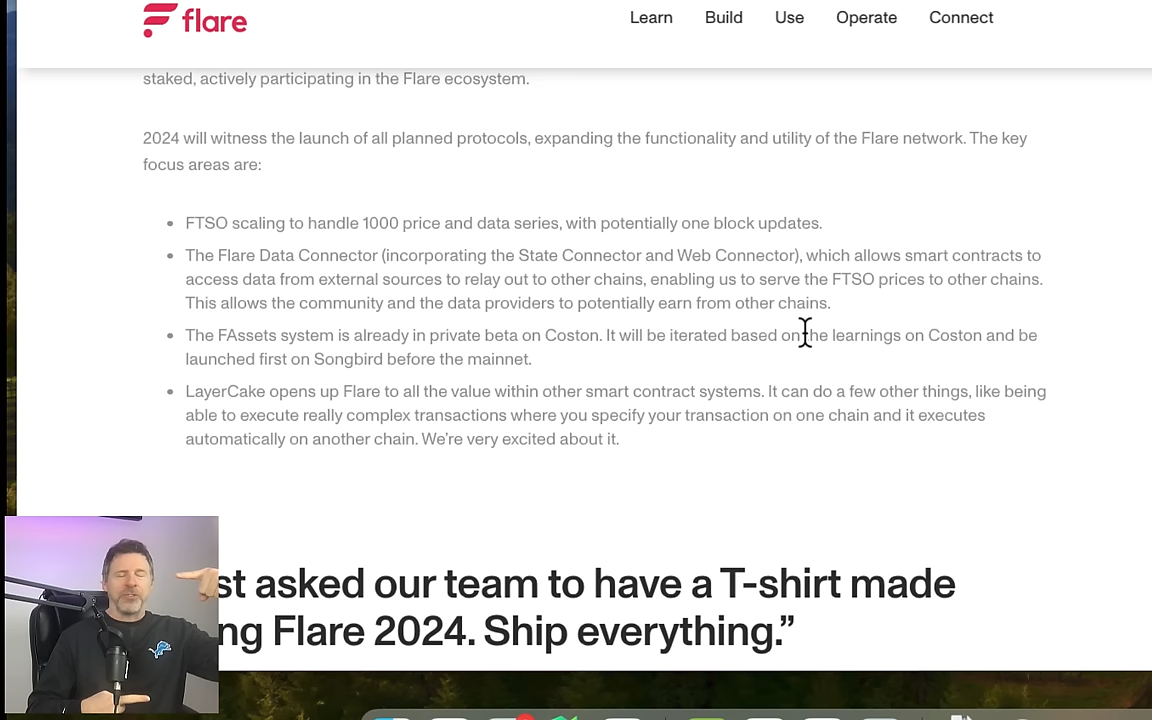 flare
Learn Build Use Operate Connect
staked, actively participating in the Flare ecosystem.
2024 will witness the launch of all planned protocols, expanding the functionality and utility of the Flare network. The key
focus areas are:
• FTSO scaling to handle 1000 price and data series, with potentially one block updates.
• The Flare Data Connector (incorporating the State Connector and Web Connector), which allows smart contracts to
access data from external sources to relay out to other chains, enabling us to serve the FTSO prices to other chains.
This allows the community and the data providers to potentially earn from other chains.
• The FAssets system is already in private beta on Coston. It will be iterated based on the learnings on Coston and be
launched first on Songbird before the mainnet.
• LayerCake opens up Flare to all the value within other smart contract systems. It can do a few other things, like being
able to execute really complex transactions where you specify your transaction on one chain and it executes
automatically on another chain. We're very excited about it.
st asked our team to have a T-shirt made
ng Flare 2024. Ship everything.”